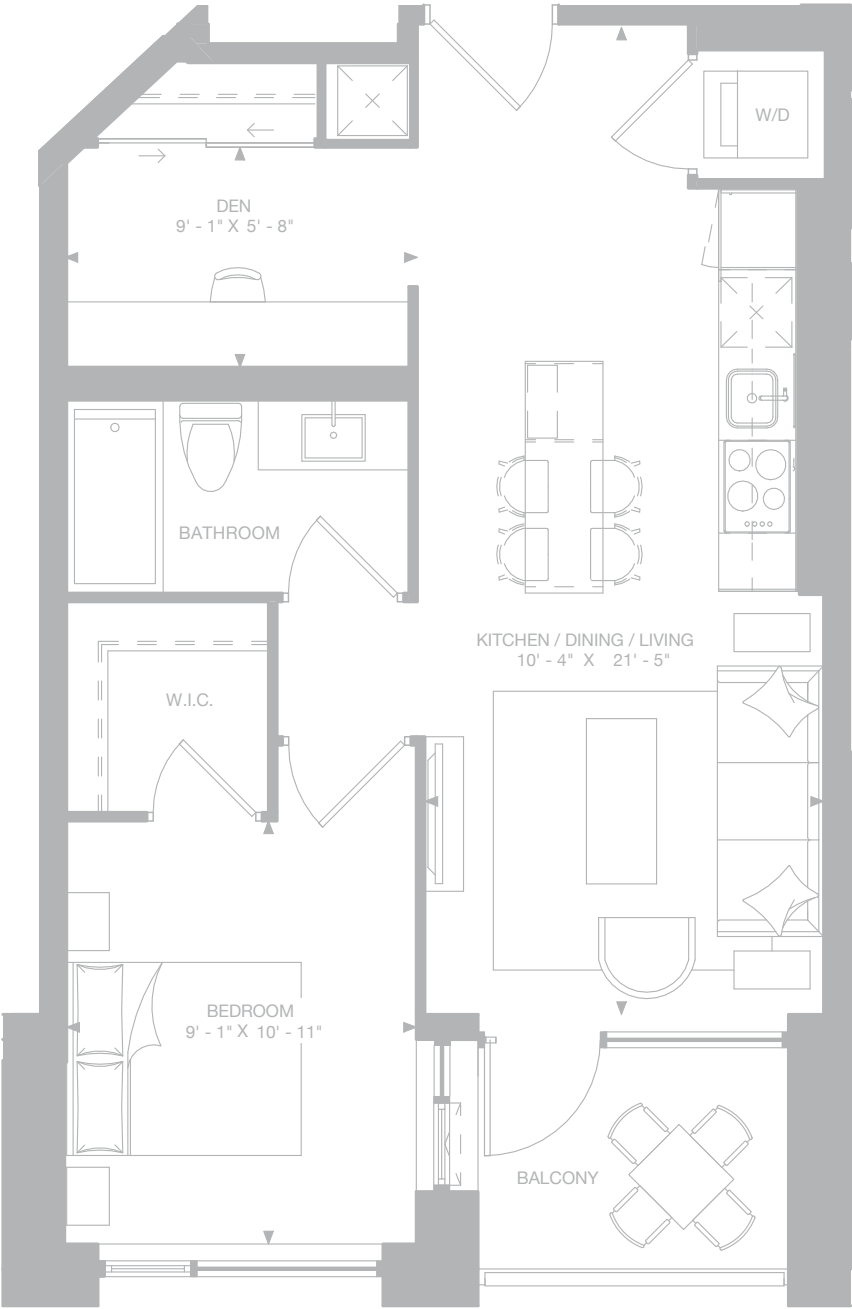 W/D
DEN
9' - 1" X 5' - 8"
BATHROOM
KITCHEN / DINING / LIVING
10' - 4" X 21' - 5"
W.I.C.
BEDROOM
9' - 1" X 10' - 11"
BALCONY